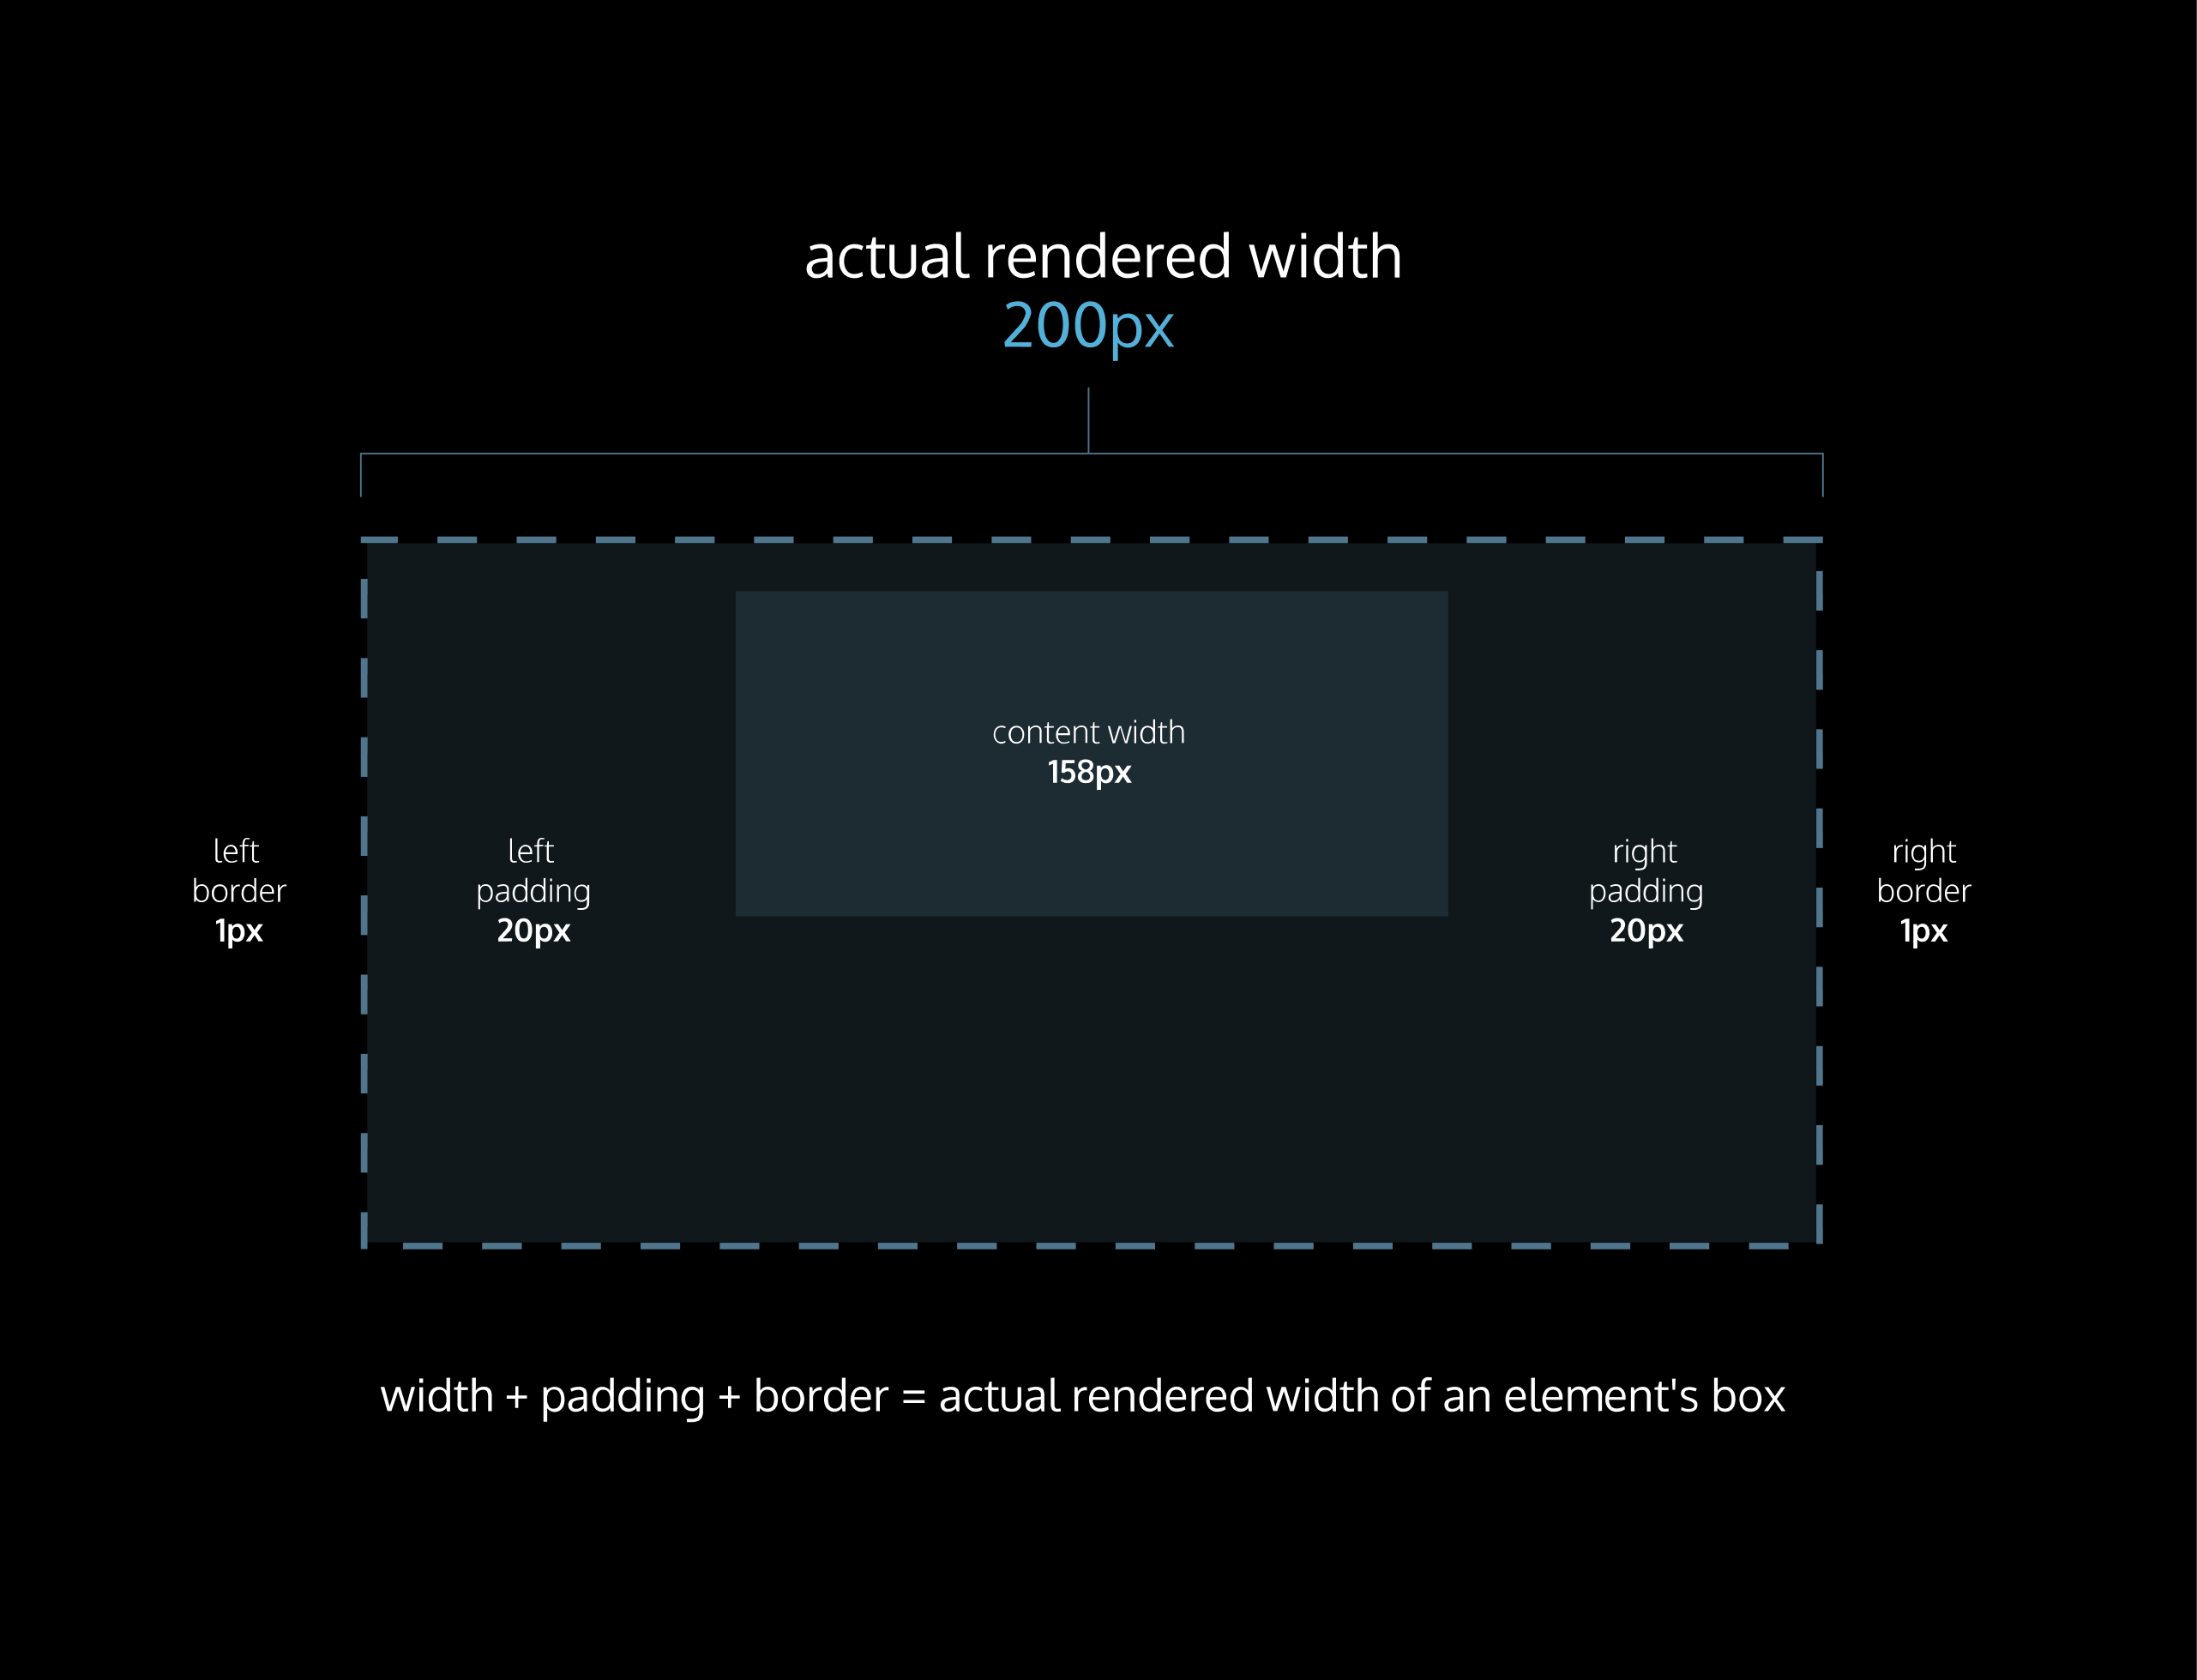 actual rendered width
200px
content width
158px
left
border
1px
left
padding
20px
right
padding
20px
right
border
1px
width + padding + border = actual rendered width of an element's box